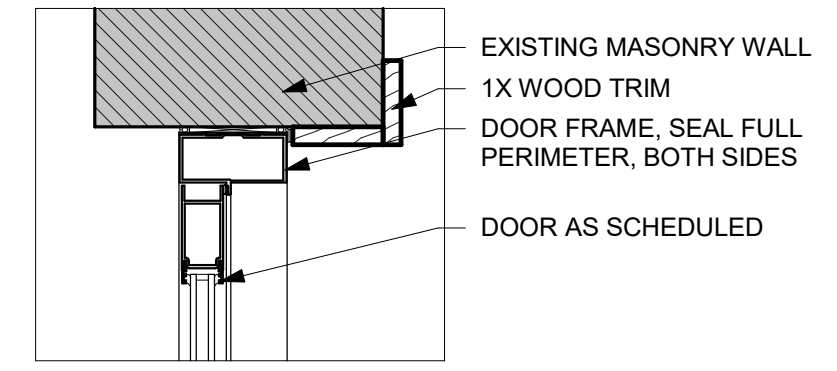 EXISTING MASONRY WALL
1X WOOD TRIM
DOOR FRAME, SEAL FULL
PERIMETER, BOTH SIDES
DOOR AS SCHEDULED